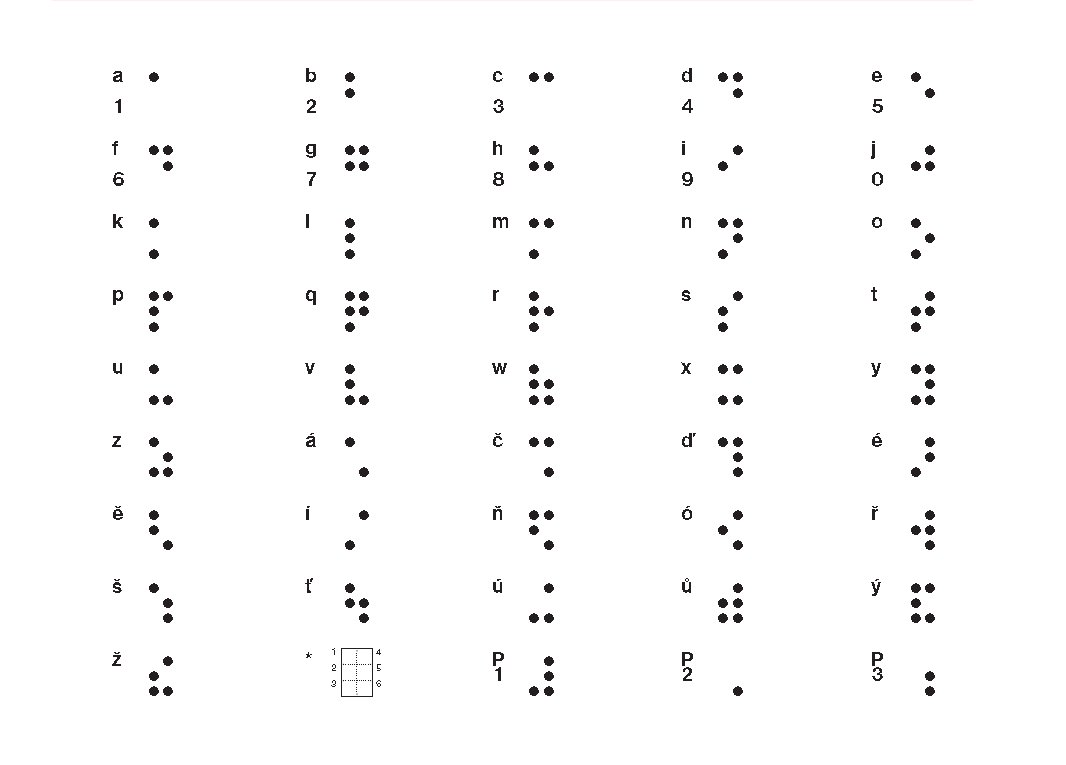 a b c d e
1 2 3 4 5
f g h i j
6 7 8 9 0
k l m n o
p q r s t
u v w x y
z á č ď é
ě í ň ó ř
š ť ú ů ý
ž * 1 4 P P P
2 5 1 2 3
3 6